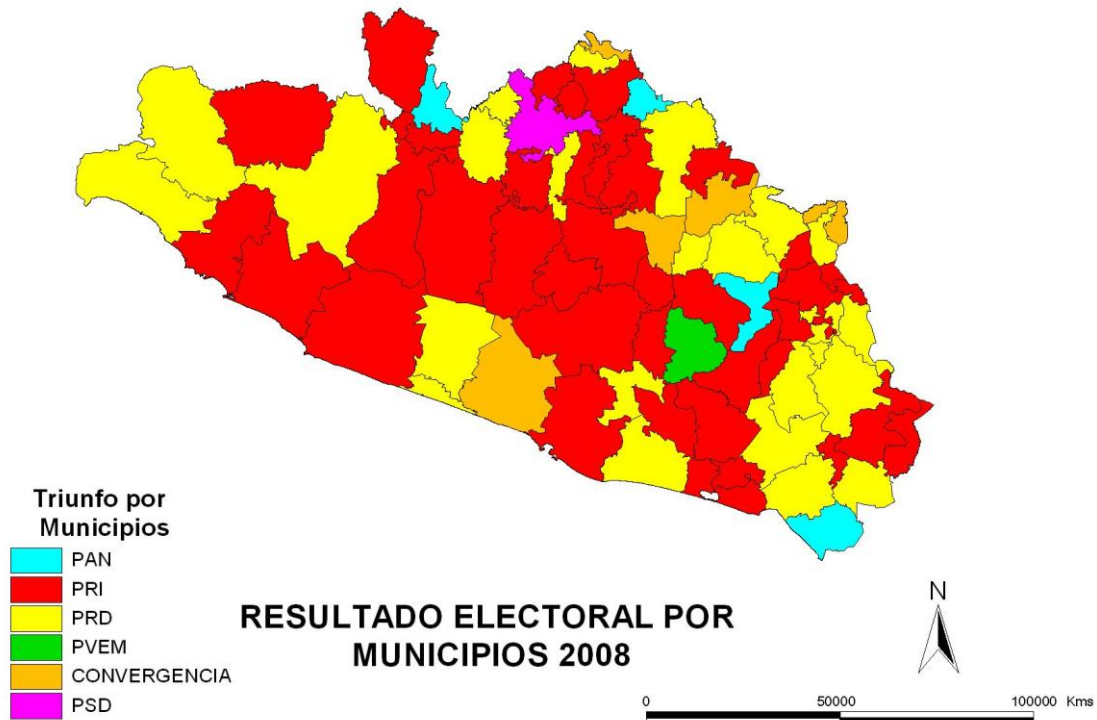 Triunfo por
Municipios
PAN
PRI
PRD
PVEM
CONVERGENCIA
PSD
RESULTADO ELECTORAL POR
MUNICIPIOS 2008
N
0 50000 100000 Kms